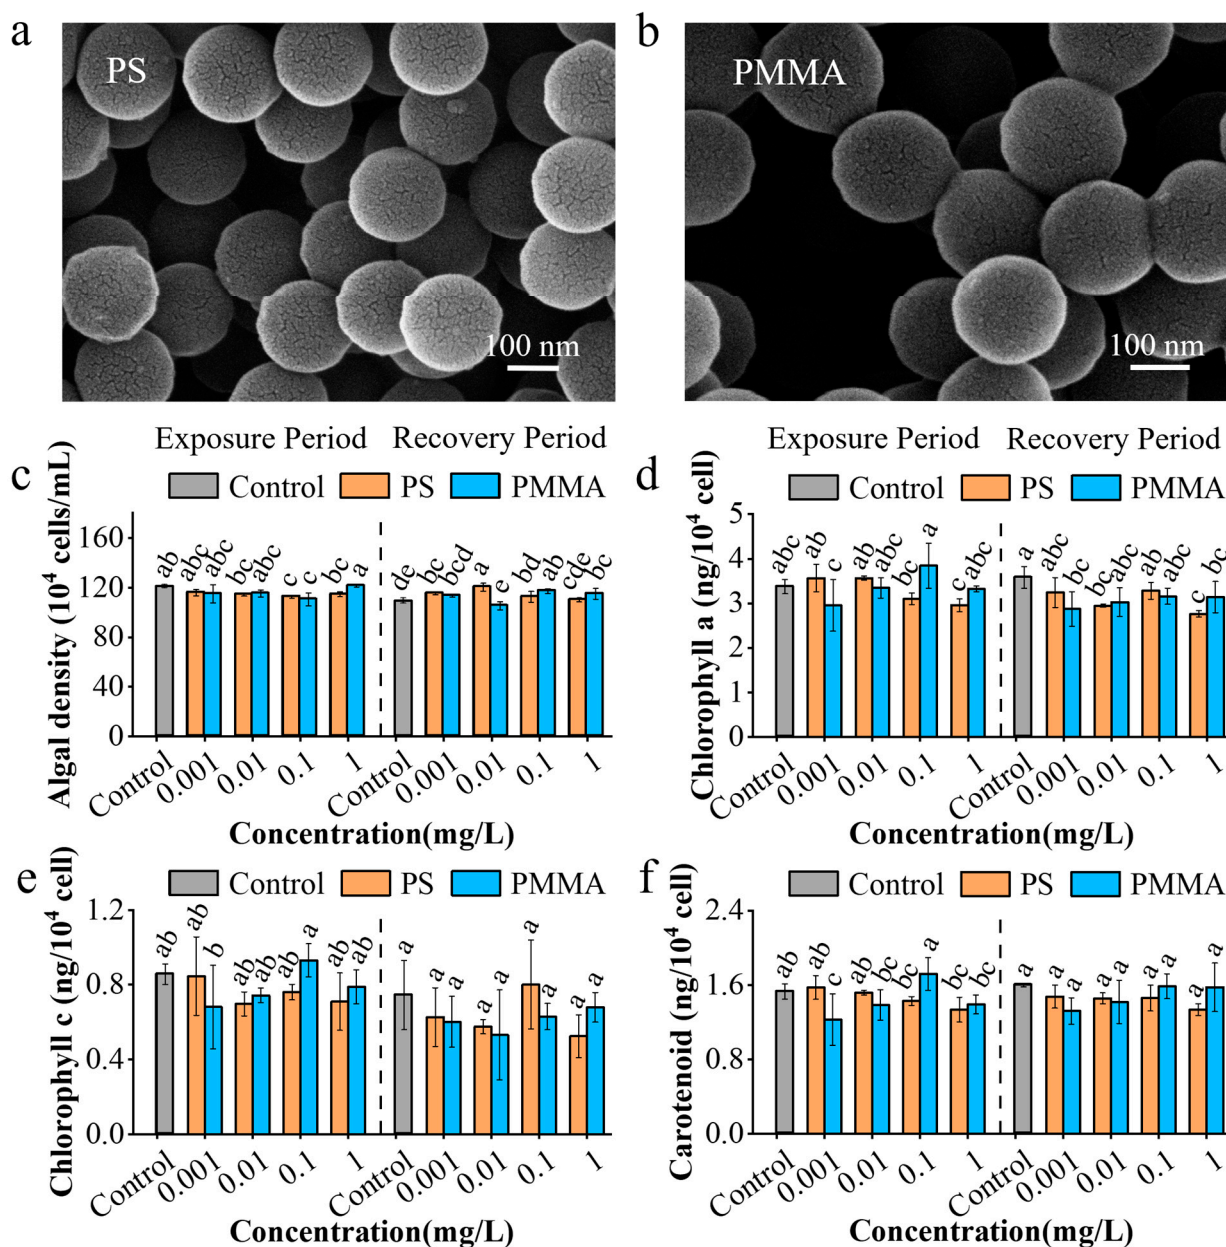 a
PS
100 nm
b
PMMA
100 nm
Exposure Period Recovery Period
c
Control PS PMMA
Algal density (10⁴ cells/mL)
160
120
80
40
0
ab abc abc bc abc c c bc a de bc bcd a e bd ab cde bc
Control 0.001 0.01 0.1 1 Control 0.001 0.01 0.1 1
Concentration(mg/L)
Exposure Period Recovery Period
d
Control PS PMMA
Chlorophyll a (ng/10⁴ cell)
5
4
3
2
1
0
abc ab c ab abc bc a c abc a abc bc bc abc ab abc c bc
Control 0.001 0.01 0.1 1 Control 0.001 0.01 0.1 1
Concentration(mg/L)
e
Control PS PMMA
Chlorophyll c (ng/10⁴ cell)
1.2
0.8
0.4
0.0
ab ab b ab ab ab a ab ab a a a a a a a a a
Control 0.001 0.01 0.1 1 Control 0.001 0.01 0.1 1
Concentration(mg/L)
f
Control PS PMMA
Carotenoid (ng/10⁴ cell)
2.4
1.6
0.8
0.0
ab ab c ab bc bc a bc bc a a a a a a a a a
Control 0.001 0.01 0.1 1 Control 0.001 0.01 0.1 1
Concentration(mg/L)